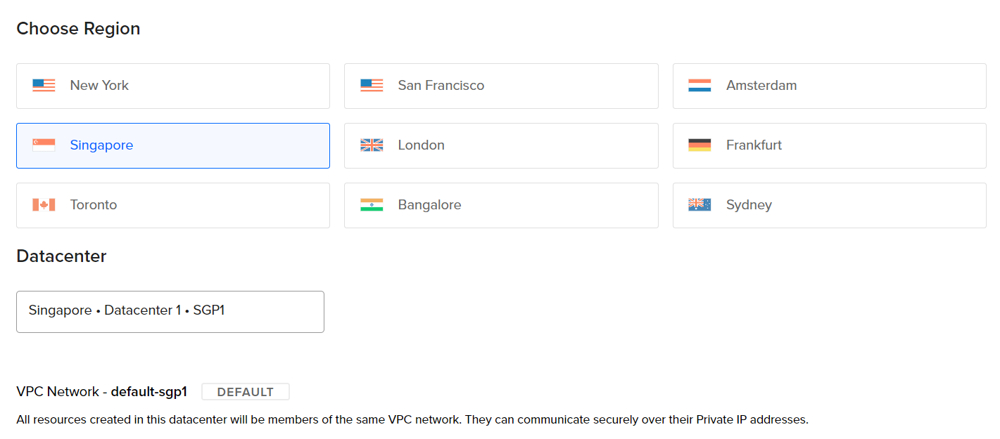 Choose Region
New York
San Francisco
Amsterdam
Singapore
London
Frankfurt
Toronto
Bangalore
Sydney
Datacenter
Singapore • Datacenter 1 • SGP1
VPC Network - default-sgp1 DEFAULT
All resources created in this datacenter will be members of the same VPC network. They can communicate securely over their Private IP addresses.